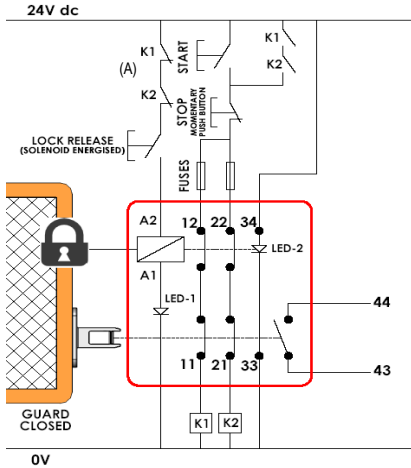 24V dc
K1
START
K1
(A)
K2
K2
STOP
MOMENTARY
PUSH BUTTON
LOCK RELEASE
(SOLENOID ENERGISED)
FUSES
A2
12
22
34
LED-2
A1
LED-1
44
11
21
33
43
GUARD
CLOSED
K1
K2
0V